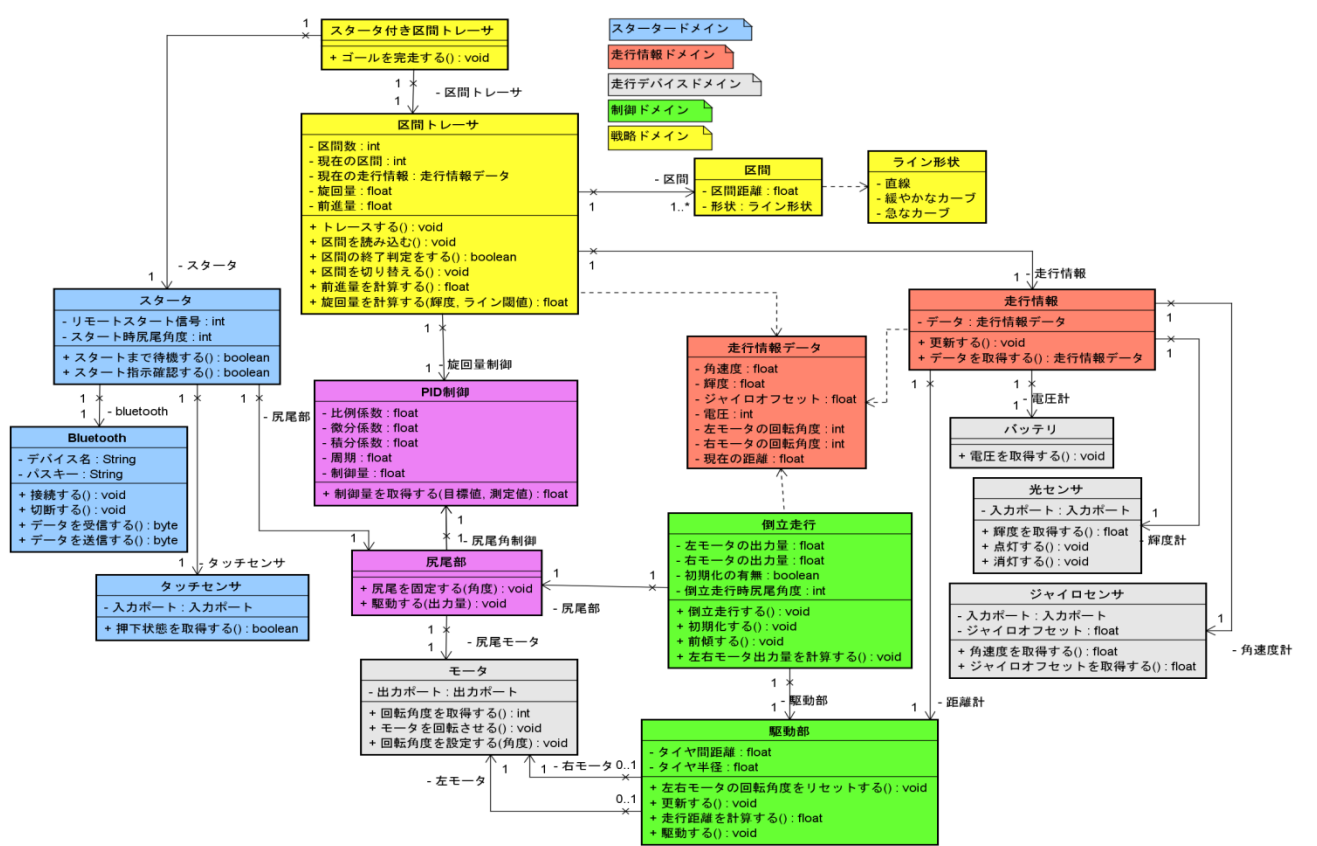 スタータ付き区間トレーサ
+ ゴールを完走する() : void
1
1
1
- 区間トレーサ
スタータードメイン
走行情報ドメイン
走行デバイスドメイン
制御ドメイン
戦略ドメイン
区間トレーサ
- 区間数 : int
- 現在の区間 : int
- 現在の走行情報 : 走行情報データ
- 旋回量 : float
- 前進量 : float
+ トレースする() : void
+ 区間を読み込む() : void
+ 区間の終了判定をする() : boolean
+ 区間を切り替える() : void
+ 前進量を計算する() : float
+ 旋回量を計算する(輝度, ライン閾値) : float
- 区間
1
1..*
区間
- 区間距離 : float
- 形状 : ライン形状
ライン形状
- 直線
- 緩やかなカーブ
- 急なカーブ
1
1
- 走行情報
1
- スタータ
スタータ
- リモートスタート信号 : int
- スタート時尻尾角度 : int
+ スタートまで待機する() : boolean
+ スタート指示確認する() : boolean
走行情報
- データ : 走行情報データ
+ 更新する() : void
+ データを取得する() : 走行情報データ
1
1
1
1
- 旋回量制御
走行情報データ
- 角速度 : float
- 輝度 : float
- ジャイロオフセット : float
- 電圧 : int
- 左モータの回転角度 : int
- 右モータの回転角度 : int
- 現在の距離 : float
1
1
- bluetooth
1
1
- 尻尾部
PID制御
- 比例係数 : float
- 微分係数 : float
- 積分係数 : float
- 周期 : float
- 制御量 : float
+ 制御量を取得する(目標値, 測定値) : float
1
1
1
- 電圧計
バッテリ
+ 電圧を取得する() : void
Bluetooth
- デバイス名 : String
- パスキー : String
+ 接続する() : void
+ 切断する() : void
+ データを受信する() : byte
+ データを送信する() : byte
光センサ
- 入力ポート : 入力ポート
+ 輝度を取得する() : float
+ 点灯する() : void
+ 消灯する() : void
1
- 輝度計
1
1
1
- 尻尾角制御
倒立走行
- 左モータの出力量 : float
- 右モータの出力量 : float
- 初期化の有無 : boolean
- 倒立走行時尻尾角度 : int
+ 倒立走行する() : void
+ 初期化する() : void
+ 前傾する() : void
+ 左右モータ出力量を計算する() : void
1
- タッチセンサ
タッチセンサ
- 入力ポート : 入力ポート
+ 押下状態を取得する() : boolean
尻尾部
+ 尻尾を固定する(角度) : void
+ 駆動する(出力量) : void
1
1
- 尻尾部
ジャイロセンサ
- 入力ポート : 入力ポート
- ジャイロオフセット : float
+ 角速度を取得する() : float
+ ジャイロオフセットを取得する() : float
1
- 角速度計
1
1
- 尻尾モータ
モータ
- 出力ポート : 出力ポート
+ 回転角度を取得する() : int
+ モータを回転させる() : void
+ 回転角度を設定する(角度) : void
1
1
- 駆動部
1
- 距離計
駆動部
- タイヤ間距離 : float
- タイヤ半径 : float
+ 左右モータの回転角度をリセットする() : void
+ 更新する() : void
+ 走行距離を計算する() : float
+ 駆動する() : void
1
- 右モータ
0..1
- 左モータ
1
0..1